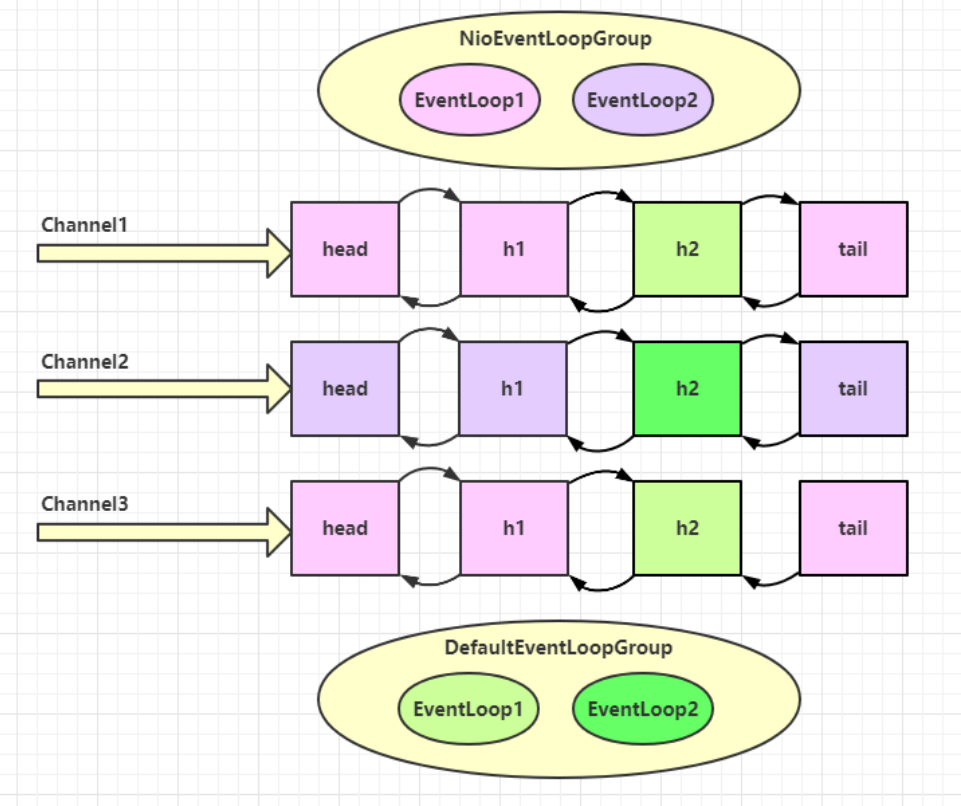 NioEventLoopGroup
EventLoop1 EventLoop2
Channel1
head h1 h2 tail
Channel2
head h1 h2 tail
Channel3
head h1 h2 tail
DefaultEventLoopGroup
EventLoop1 EventLoop2